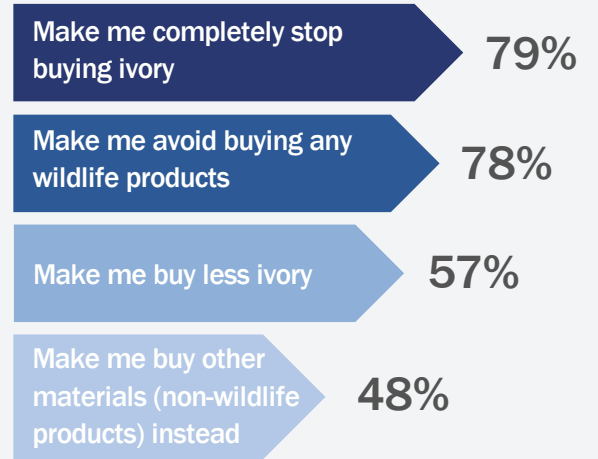 Make me completely stop
buying ivory
79%
Make me avoid buying any
wildlife products
78%
Make me buy less ivory
57%
Make me buy other
materials (non-wildlife
products) instead
48%